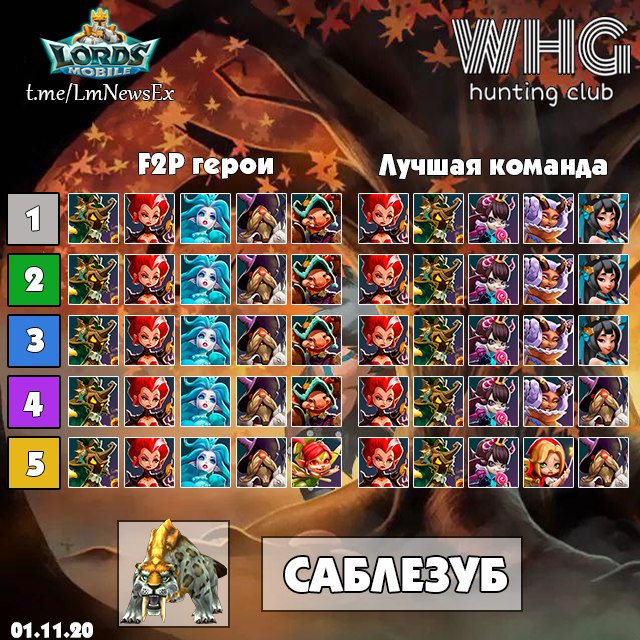 LORDS
MOBILE
t.me/LmNewsEx
WHG
hunting club
F2P герои
Лучшая команда
1
2
3
4
5
САБЛЕЗУБ
01.11.20